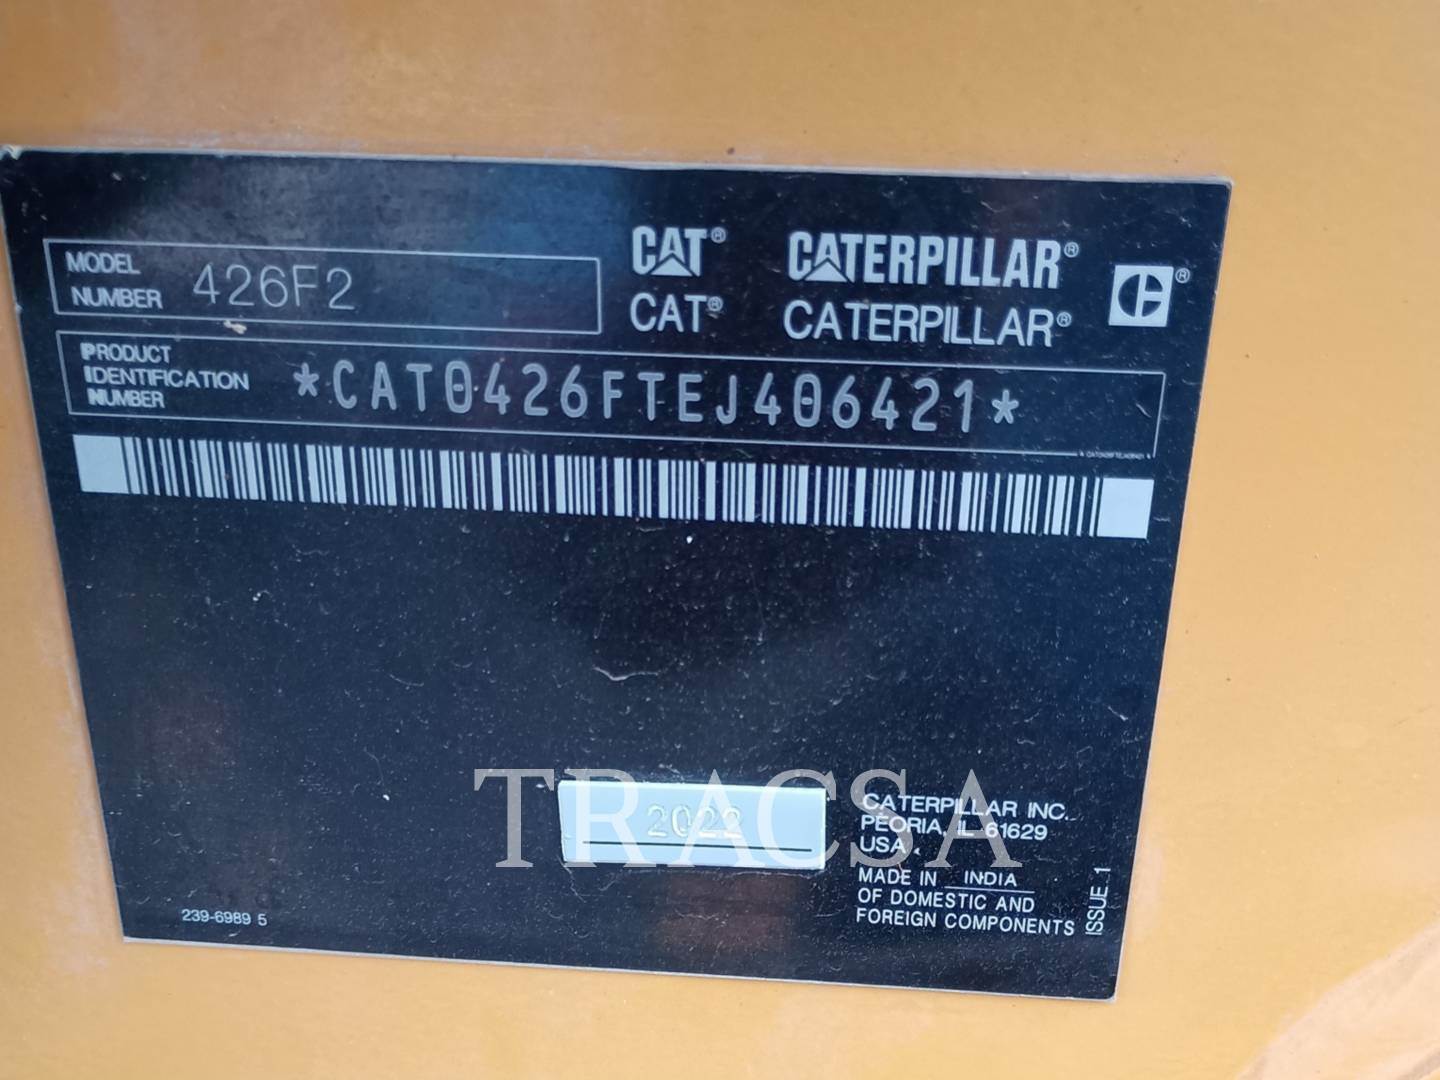 MODEL
NUMBER 426F2
CAT® CATERPILLAR®
CAT® CATERPILLAR®
PRODUCT
IDENTIFICATION
NUMBER
*CAT0426FTEJ406421*
2022
TRACSA
CATERPILLAR INC.
PEORIA, IL 61629
USA
MADE IN INDIA
OF DOMESTIC AND
FOREIGN COMPONENTS
ISSUE 1
239-6989 5